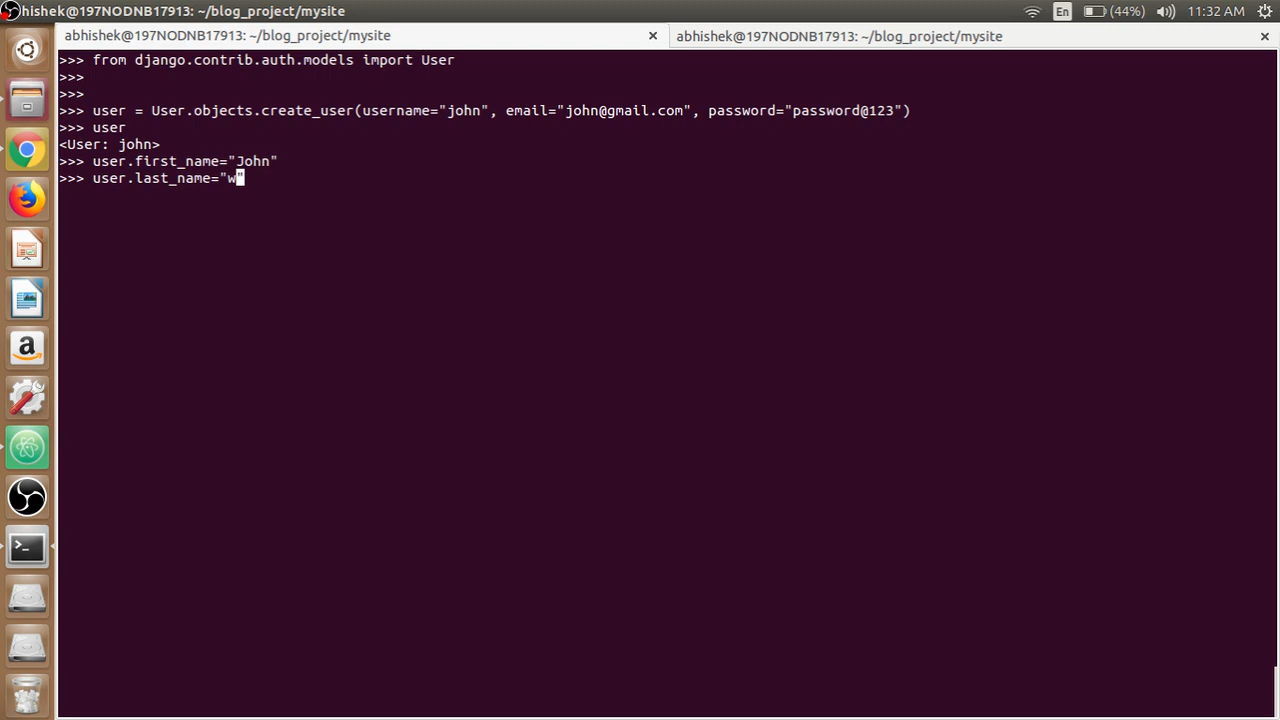 hishek@197NODNB17913: ~/blog_project/mysite
En
(44%)
11:32 AM
abhishek@197NODNB17913: ~/blog_project/mysite
abhishek@197NODNB17913: ~/blog_project/mysite
>>> from django.contrib.auth.models import User
>>>
>>>
>>> user = User.objects.create_user(username="john", email="john@gmail.com", password="password@123")
>>> user
<User: john>
>>> user.first_name="John"
>>> user.last_name="w"